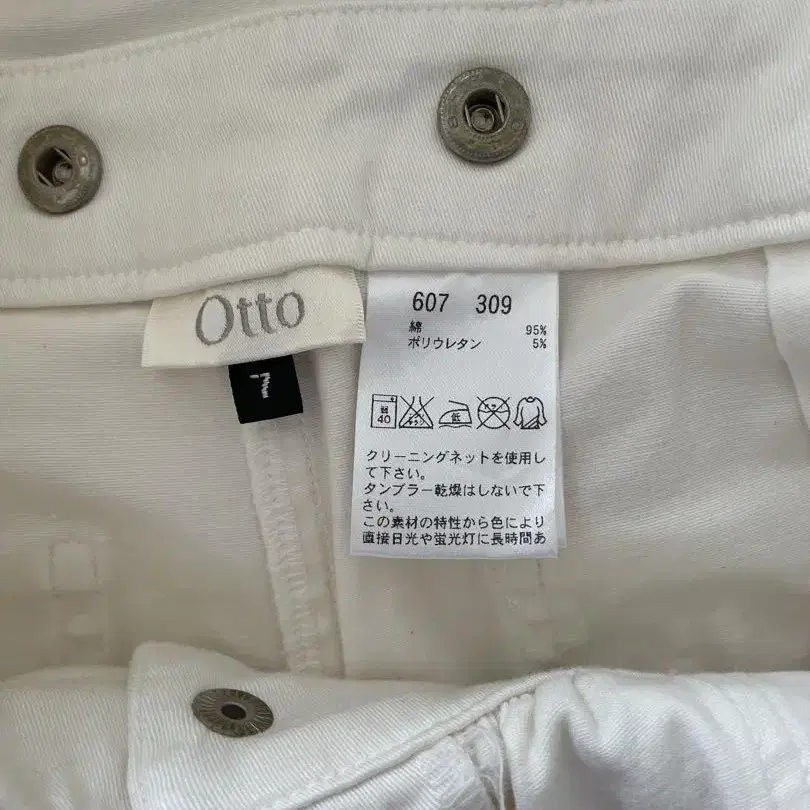 Otto
607 309
綿 95%
ポリウレタン 5%
弱
40
低
クリーニングネットを使用し
て下さい。
タンブラー乾燥はしないで下
さい。
この素材の特性から色により
直接日光や蛍光灯に長時間あ